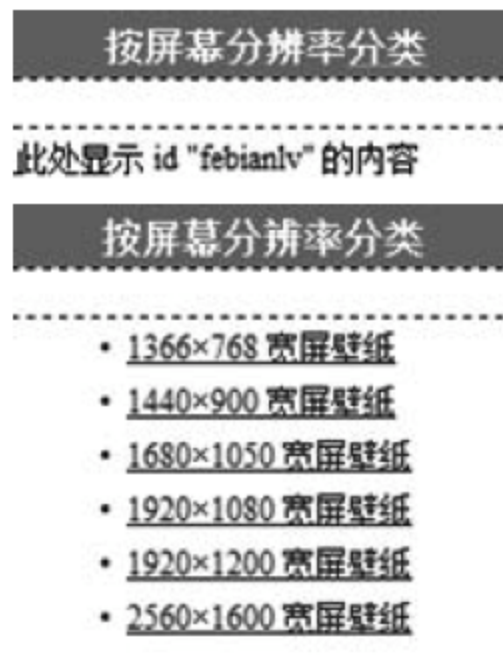 按屏幕分辨率分类
此处显示 id "febianlv" 的内容
按屏幕分辨率分类
• 1366×768 宽屏壁纸
• 1440×900 宽屏壁纸
• 1680×1050 宽屏壁纸
• 1920×1080 宽屏壁纸
• 1920×1200 宽屏壁纸
• 2560×1600 宽屏壁纸